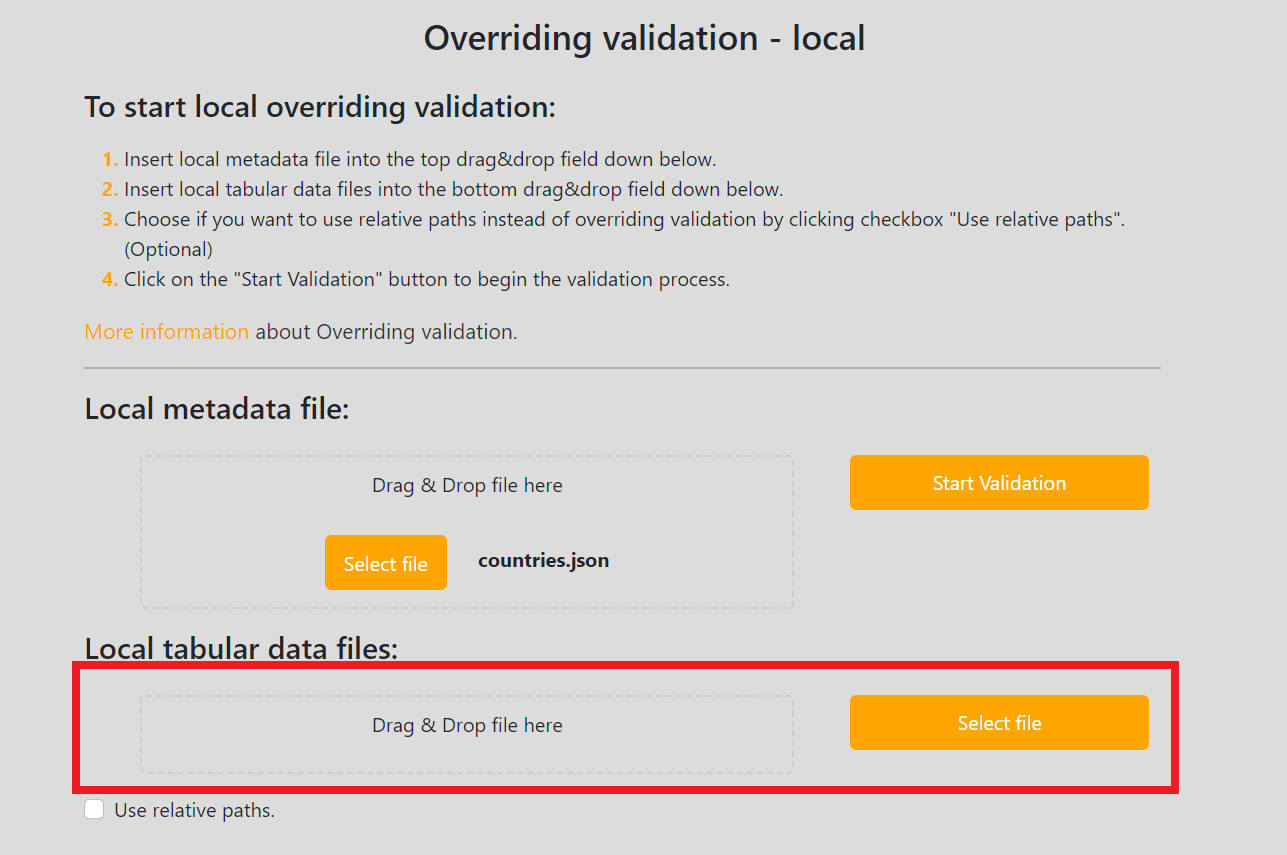 Overriding validation - local
To start local overriding validation:
1. Insert local metadata file into the top drag&drop field down below.
2. Insert local tabular data files into the bottom drag&drop field down below.
3. Choose if you want to use relative paths instead of overriding validation by clicking checkbox "Use relative paths".
(Optional)
4. Click on the "Start Validation" button to begin the validation process.
More information about Overriding validation.
Local metadata file:
Drag & Drop file here
Start Validation
Select file
countries.json
Local tabular data files:
Drag & Drop file here
Select file
Use relative paths.